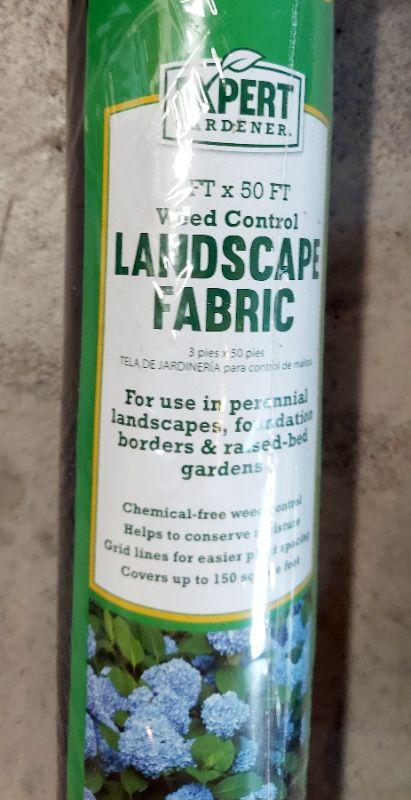 EXPERT
GARDENER.
FT x 50 FT
Weed Control
LANDSCAPE
FABRIC
3 pies x 50 pies
TELA DE JARDINERÍA para control de maleza
For use in perennial
landscapes, foundation
borders & raised-bed
gardens
Chemical-free weed control
Helps to conserve moisture
Grid lines for easier plant spacing
Covers up to 150 square feet